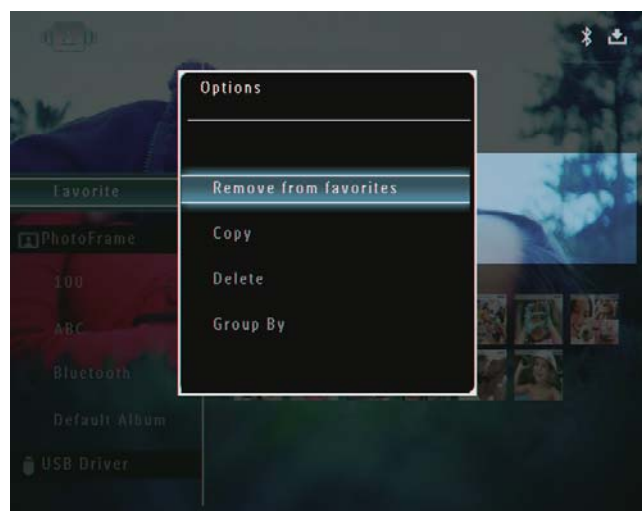 Options
Remove from favorites
Copy
Delete
Group By
Favorite
PhotoFrame
100
ABC
Bluetooth
Default Album
USB Driver